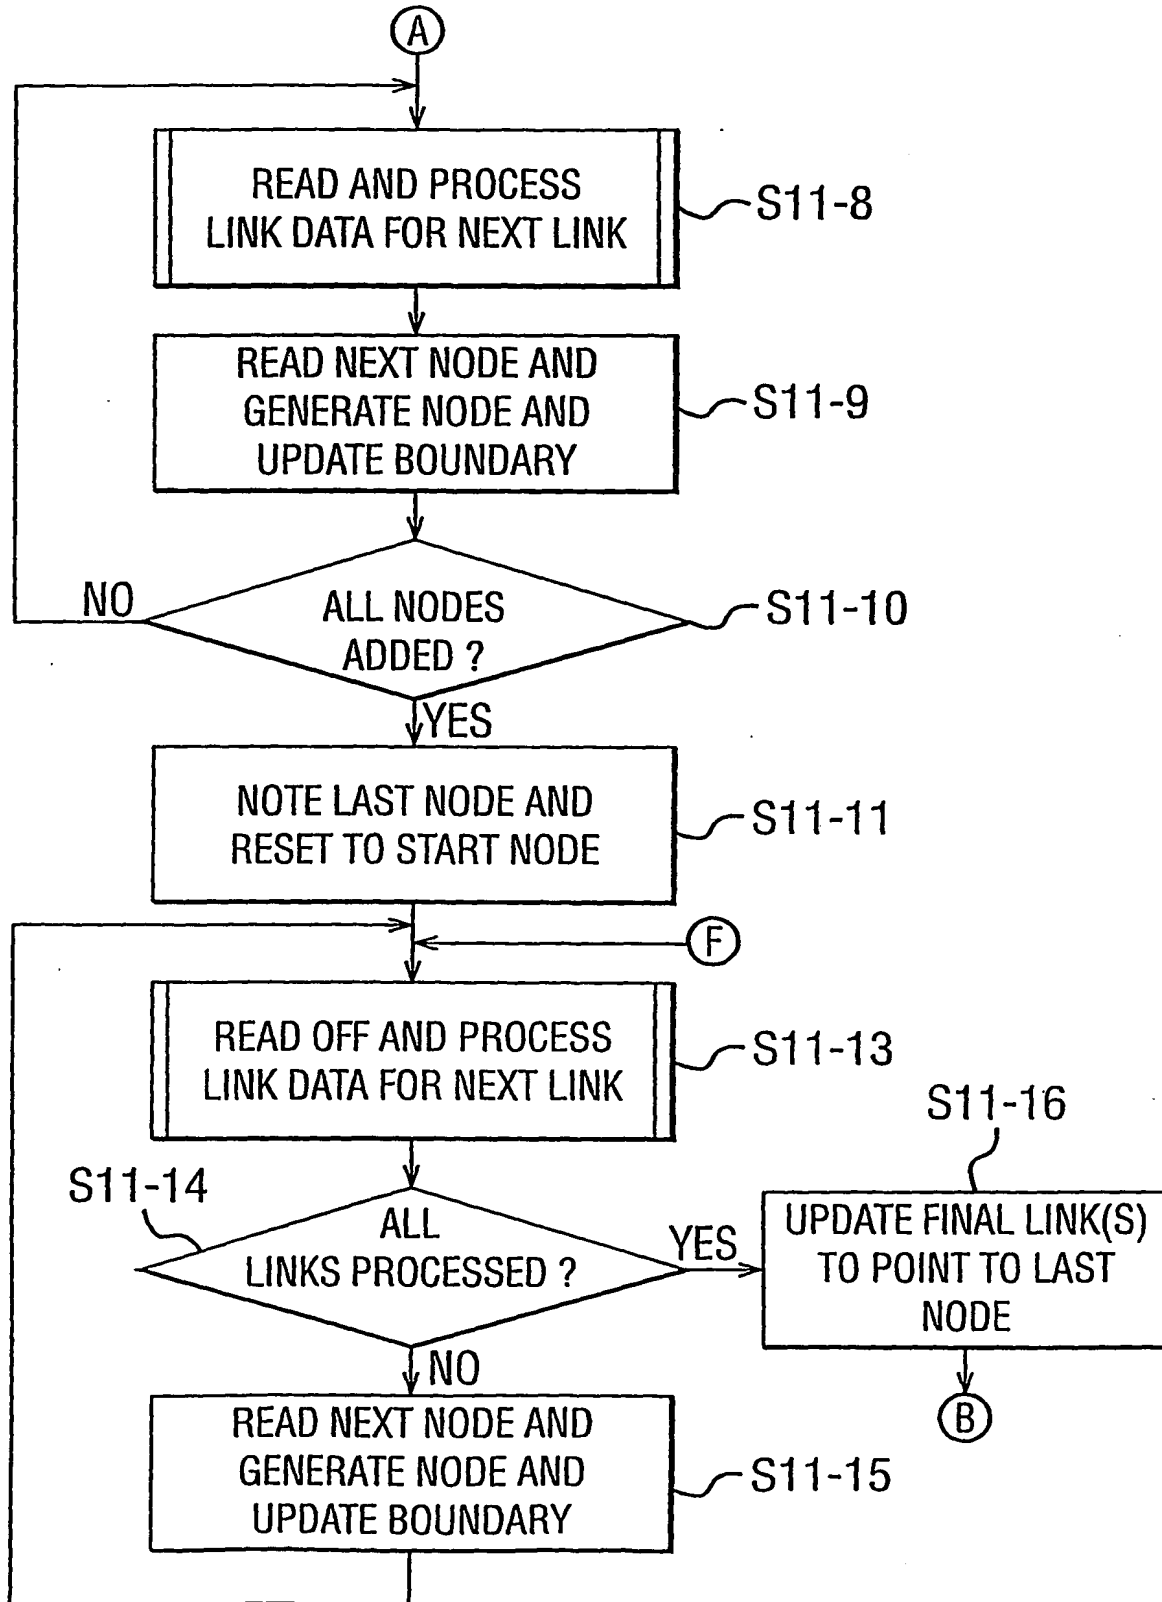 A
READ AND PROCESS
LINK DATA FOR NEXT LINK
S11-8
READ NEXT NODE AND
GENERATE NODE AND
UPDATE BOUNDARY
S11-9
NO
ALL NODES
ADDED ?
S11-10
YES
NOTE LAST NODE AND
RESET TO START NODE
S11-11
F
READ OFF AND PROCESS
LINK DATA FOR NEXT LINK
S11-13
S11-14
ALL
LINKS PROCESSED ?
YES
S11-16
UPDATE FINAL LINK(S)
TO POINT TO LAST
NODE
B
NO
READ NEXT NODE AND
GENERATE NODE AND
UPDATE BOUNDARY
S11-15